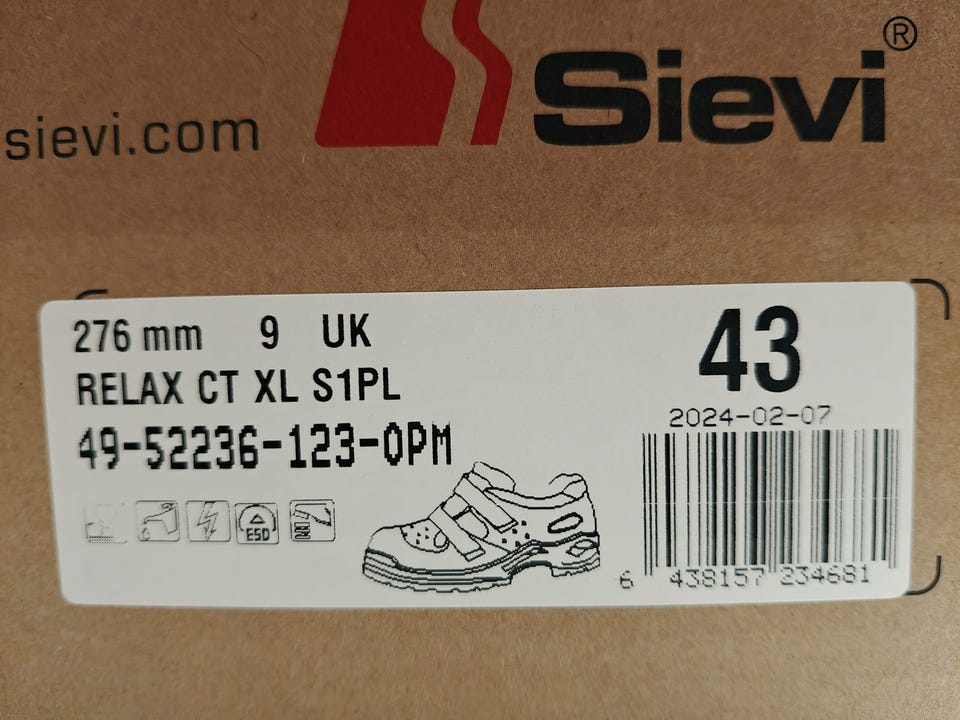 Sievi®
sievi.com
276 mm 9 UK
43
RELAX CT XL S1PL
2024-02-07
49-52236-123-0PM
ESD
6 438157 234681